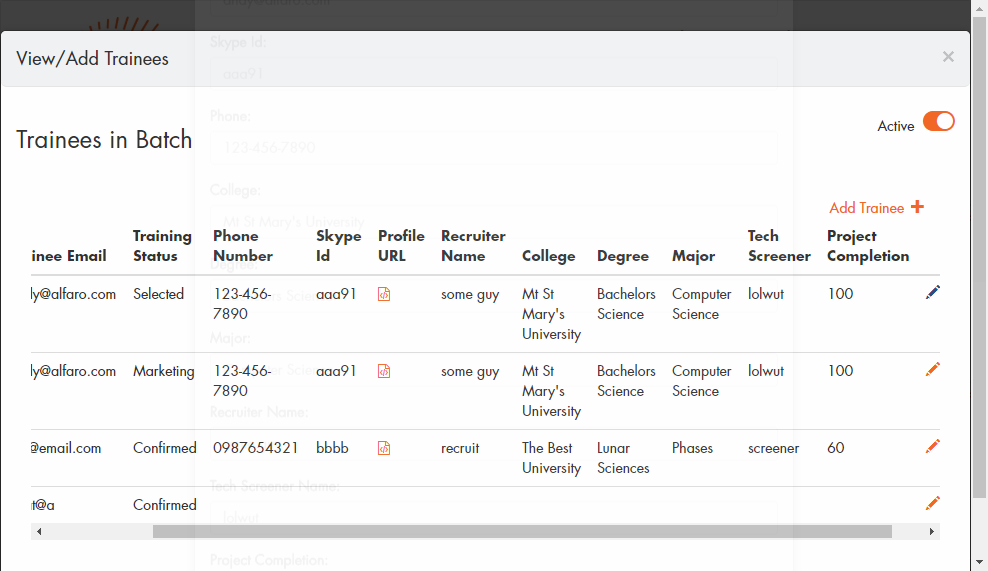 andy@alfaro.com
Skype Id:
View/Add Trainees
×
aaa91
Phone:
Active
Trainees in Batch
123-456-7890
College:
Add Trainee +
Mt St Mary's University
inee Email Training Status Phone Number Skype Id Profile URL Recruiter Name College Degree Major Tech Screener Project Completion
Degree:
ly@alfaro.com Selected 123-456-7890 aaa91 some guy Mt St Mary's University Bachelors Science Computer Science lolwut 100
Major:
ly@alfaro.com Marketing 123-456-7890 aaa91 some guy Mt St Mary's University Bachelors Science Computer Science lolwut 100
Recruiter Name:
@email.com Confirmed 0987654321 bbbb recruit The Best University Lunar Sciences Phases screener 60
Tech Screener Name:
t@a Confirmed
lolwut
Project Completion: